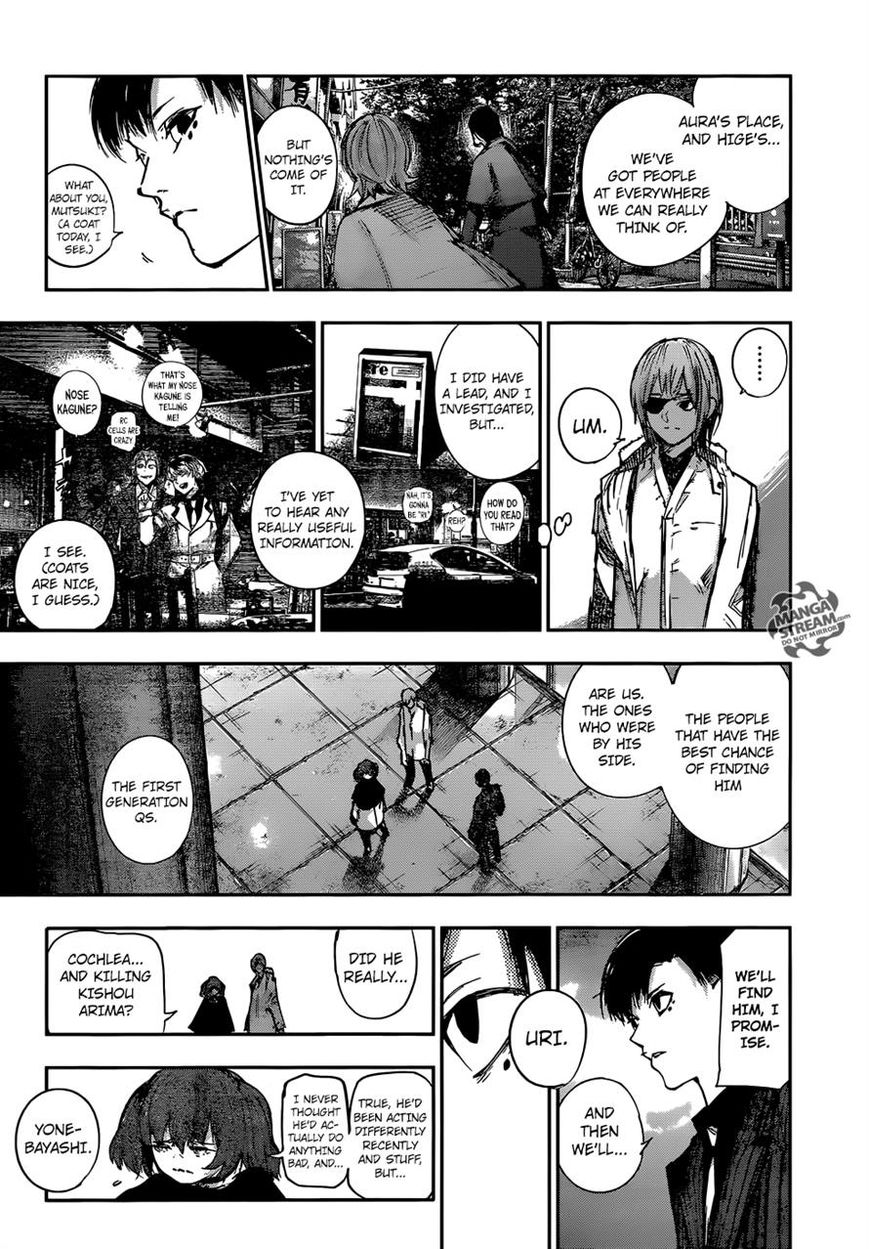 AURA'S PLACE,
AND HIGE'S...
WE'VE
GOT PEOPLE
AT EVERYWHERE
WE CAN REALLY
THINK OF.
BUT
NOTHING'S
COME OF
IT.
WHAT
ABOUT YOU,
MUTSUKI?
(A COAT
TODAY, I
SEE.)
......
UM.
I DID HAVE
A LEAD, AND I
INVESTIGATED,
BUT...
re
HOW DO
YOU READ
THAT?
REH?
NAH, IT'S
GONNA
BE "RI"
I'VE YET
TO HEAR ANY
REALLY USEFUL
INFORMATION.
THAT'S
WHAT MY NOSE
KAGUNE IS
TELLING
ME!
RC
CELLS ARE
CRAZY
NOSE
KAGUNE?
I SEE.
(COATS
ARE NICE,
I GUESS.)
MANGA
STREAM.com
DO NOT MIRROR
THE PEOPLE
THAT HAVE THE
BEST CHANCE
OF FINDING
HIM
ARE US.
THE ONES
WHO WERE
BY HIS
SIDE.
THE FIRST
GENERATION
QS.
WE'LL
FIND
HIM, I
PROM-
ISE.
AND
THEN
WE'LL...
URI.
DID HE
REALLY...
COCHLEA...
AND KILLING
KISHOU
ARIMA?
TRUE, HE'D
BEEN ACTING
DIFFERENTLY
RECENTLY
AND STUFF,
BUT...
I NEVER
THOUGHT
HE'D AC-
TUALLY DO
ANYTHING
BAD, AND...
YONE-
BAYASHI.